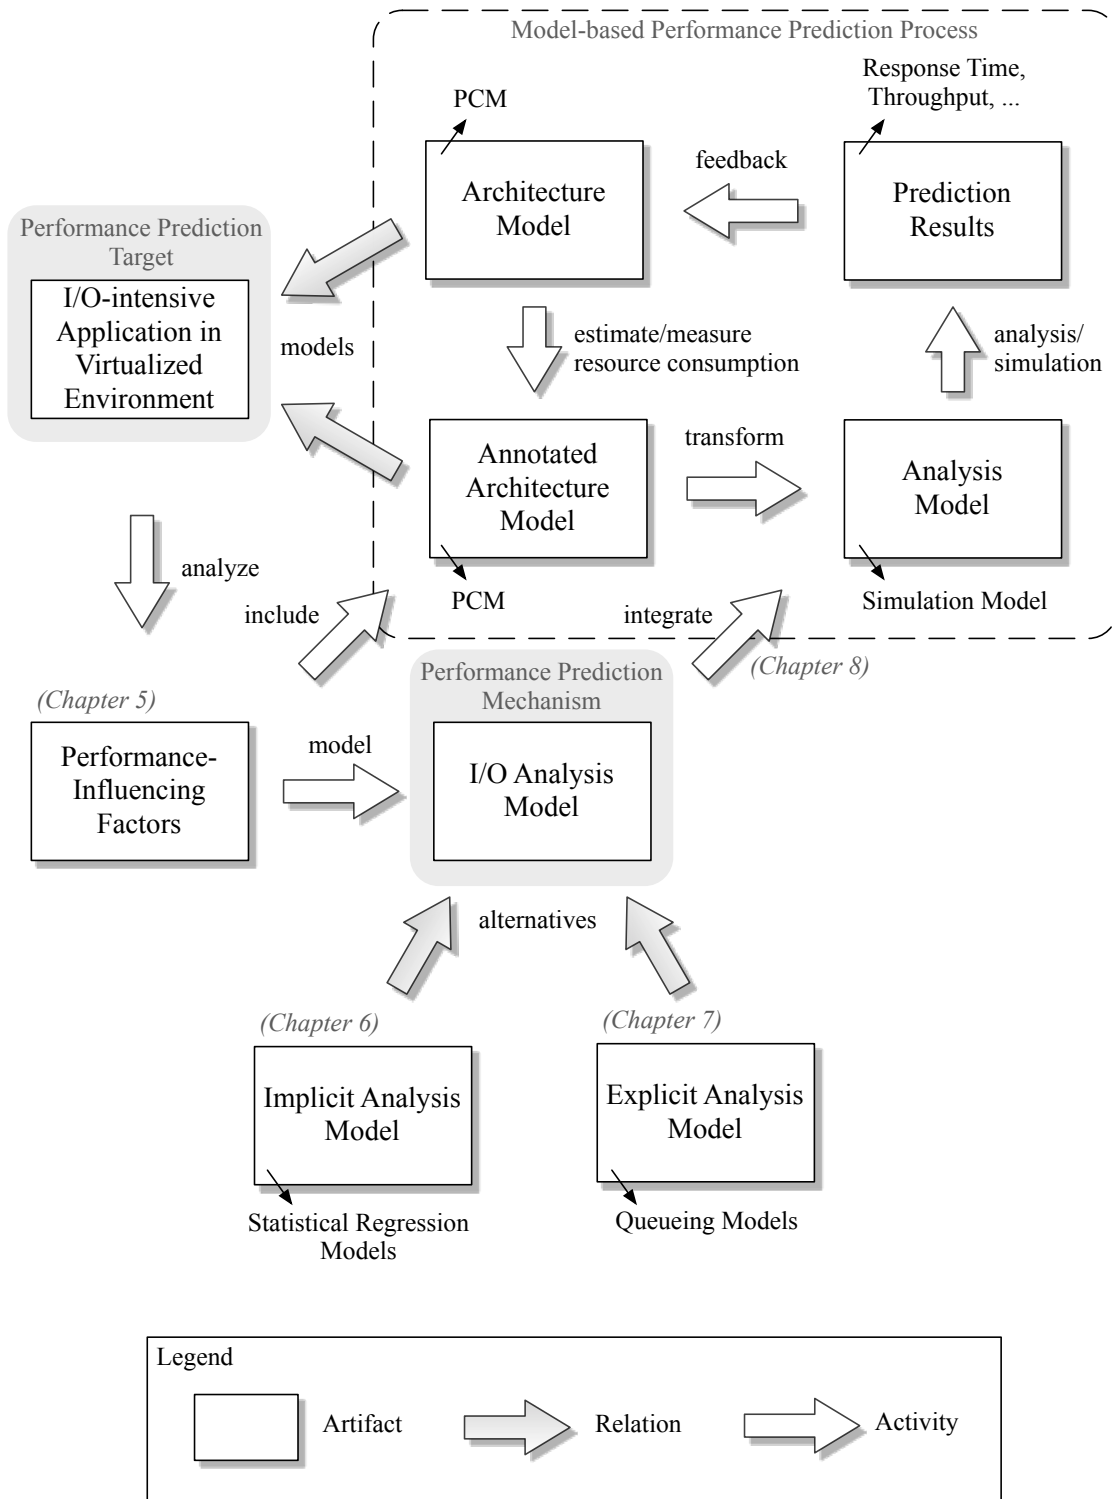 Model-based Performance Prediction Process
Response Time,
Throughput, ...
PCM
feedback
Architecture
Model
Prediction
Results
Performance Prediction
Target
I/O-intensive
Application in
Virtualized
Environment
models
estimate/measure
resource consumption
analysis/
simulation
Annotated
Architecture
Model
transform
Analysis
Model
analyze
include
PCM
integrate
Simulation Model
(Chapter 8)
Performance Prediction
Mechanism
(Chapter 5)
Performance-
Influencing
Factors
model
I/O Analysis
Model
alternatives
(Chapter 6)
(Chapter 7)
Implicit Analysis
Model
Explicit Analysis
Model
Statistical Regression
Models
Queueing Models
Legend
Artifact
Relation
Activity